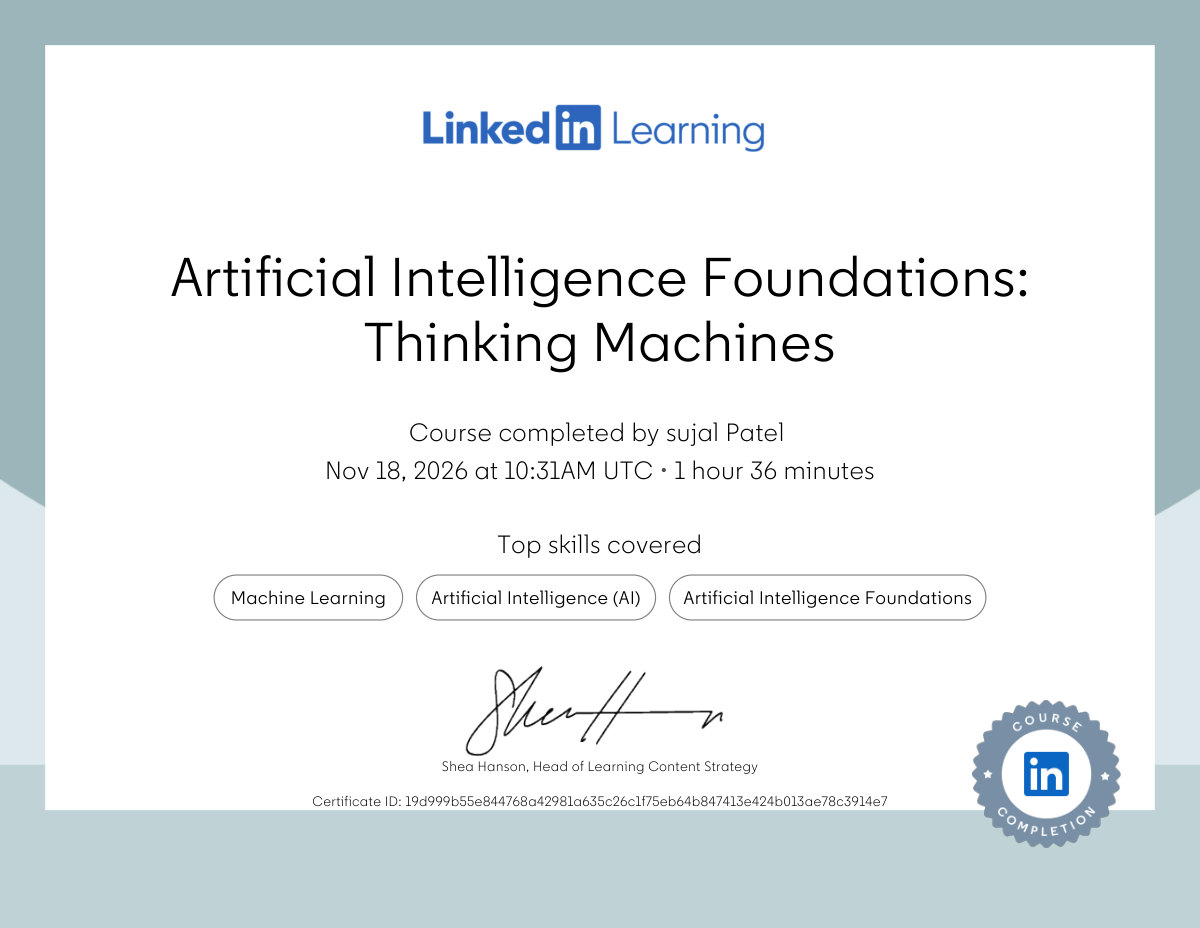 Linked in Learning
Artificial Intelligence Foundations:
Thinking Machines
Course completed by sujal Patel
Nov 18, 2026 at 10:31AM UTC • 1 hour 36 minutes
Top skills covered
Machine Learning
Artificial Intelligence (AI)
Artificial Intelligence Foundations
Shea Hanson, Head of Learning Content Strategy
Certificate ID: 19d999b55e844768a42981a635c26c1f75eb64b847413e424b013ae78c3914e7
COURSE
in
COMPLETION